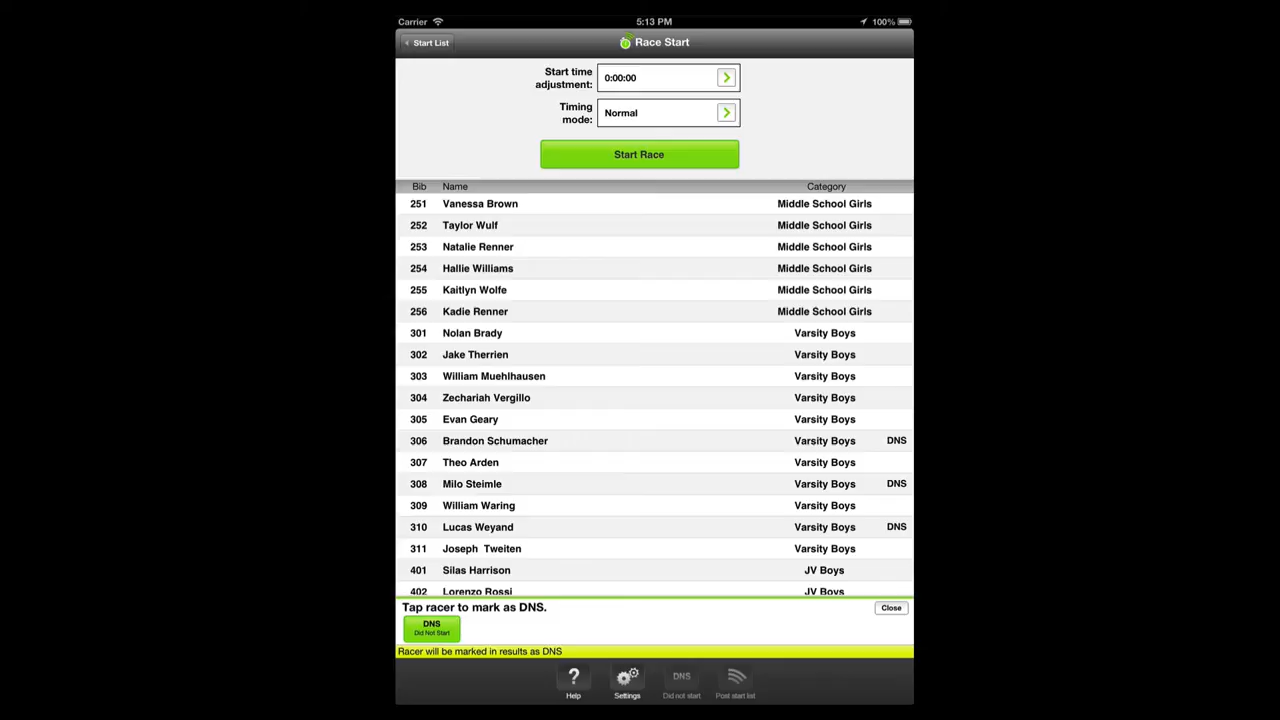 Carrier 5:13 PM 100%
Start List Race Start
Start time adjustment: 0:00:00
Timing mode: Normal
Start Race
Bib Name Category
251 Vanessa Brown Middle School Girls
252 Taylor Wulf Middle School Girls
253 Natalie Renner Middle School Girls
254 Hallie Williams Middle School Girls
255 Kaitlyn Wolfe Middle School Girls
256 Kadie Renner Middle School Girls
301 Nolan Brady Varsity Boys
302 Jake Therrien Varsity Boys
303 William Muehlhausen Varsity Boys
304 Zechariah Vergillo Varsity Boys
305 Evan Geary Varsity Boys
306 Brandon Schumacher Varsity Boys DNS
307 Theo Arden Varsity Boys
308 Milo Steimle Varsity Boys DNS
309 William Waring Varsity Boys
310 Lucas Weyand Varsity Boys DNS
311 Joseph Tweiten Varsity Boys
401 Silas Harrison JV Boys
402 Lorenzo Rossi JV Boys
Tap racer to mark as DNS. Close
DNS
Did Not Start
Racer will be marked in results as DNS
? DNS
Help Settings Did not start Post start list